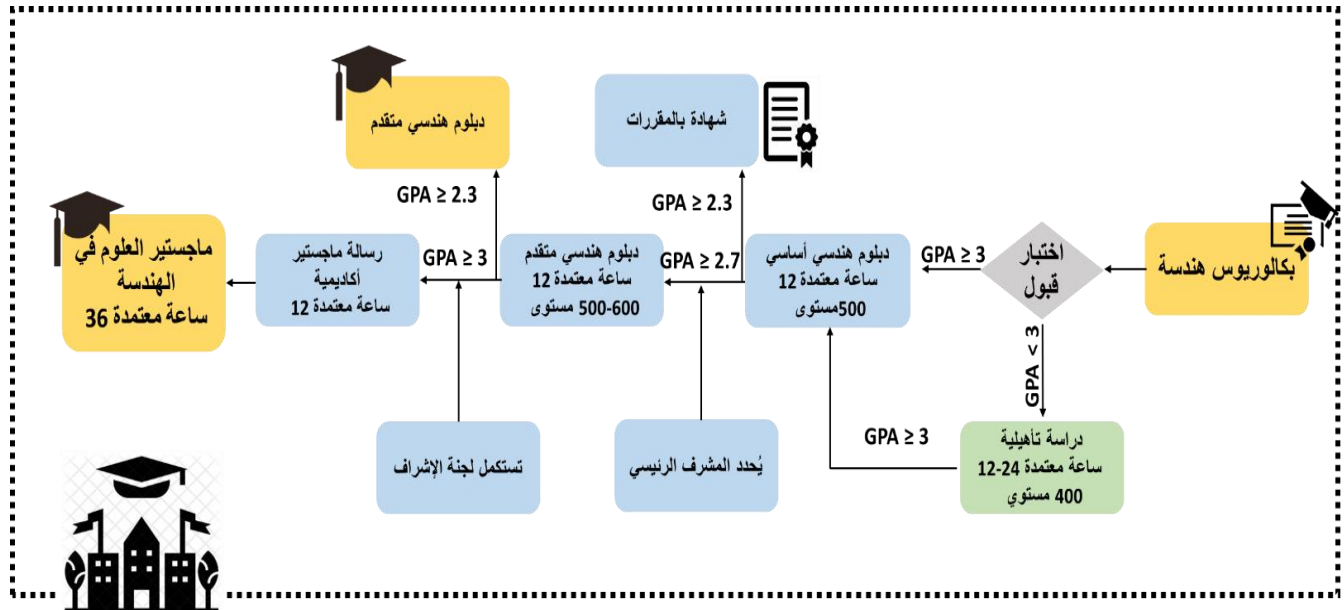 بكالوريوس هندسة
اختبار
قبول
GPA ≥ 3
GPA < 3
دراسة تأهيلية
ساعة معتمدة 24-12
400 مستوي
GPA ≥ 3
دبلوم هندسي أساسي
ساعة معتمدة 12
500مستوى
GPA ≥ 2.3
شهادة بالمقررات
GPA ≥ 2.7
يُحدد المشرف الرئيسي
دبلوم هندسي متقدم
ساعة معتمدة 12
500-600 مستوى
GPA ≥ 2.3
دبلوم هندسي متقدم
GPA ≥ 3
تستكمل لجنة الإشراف
رسالة ماجستير
أكاديمية
ساعة معتمدة 12
ماجستير العلوم في
الهندسة
ساعة معتمدة 36